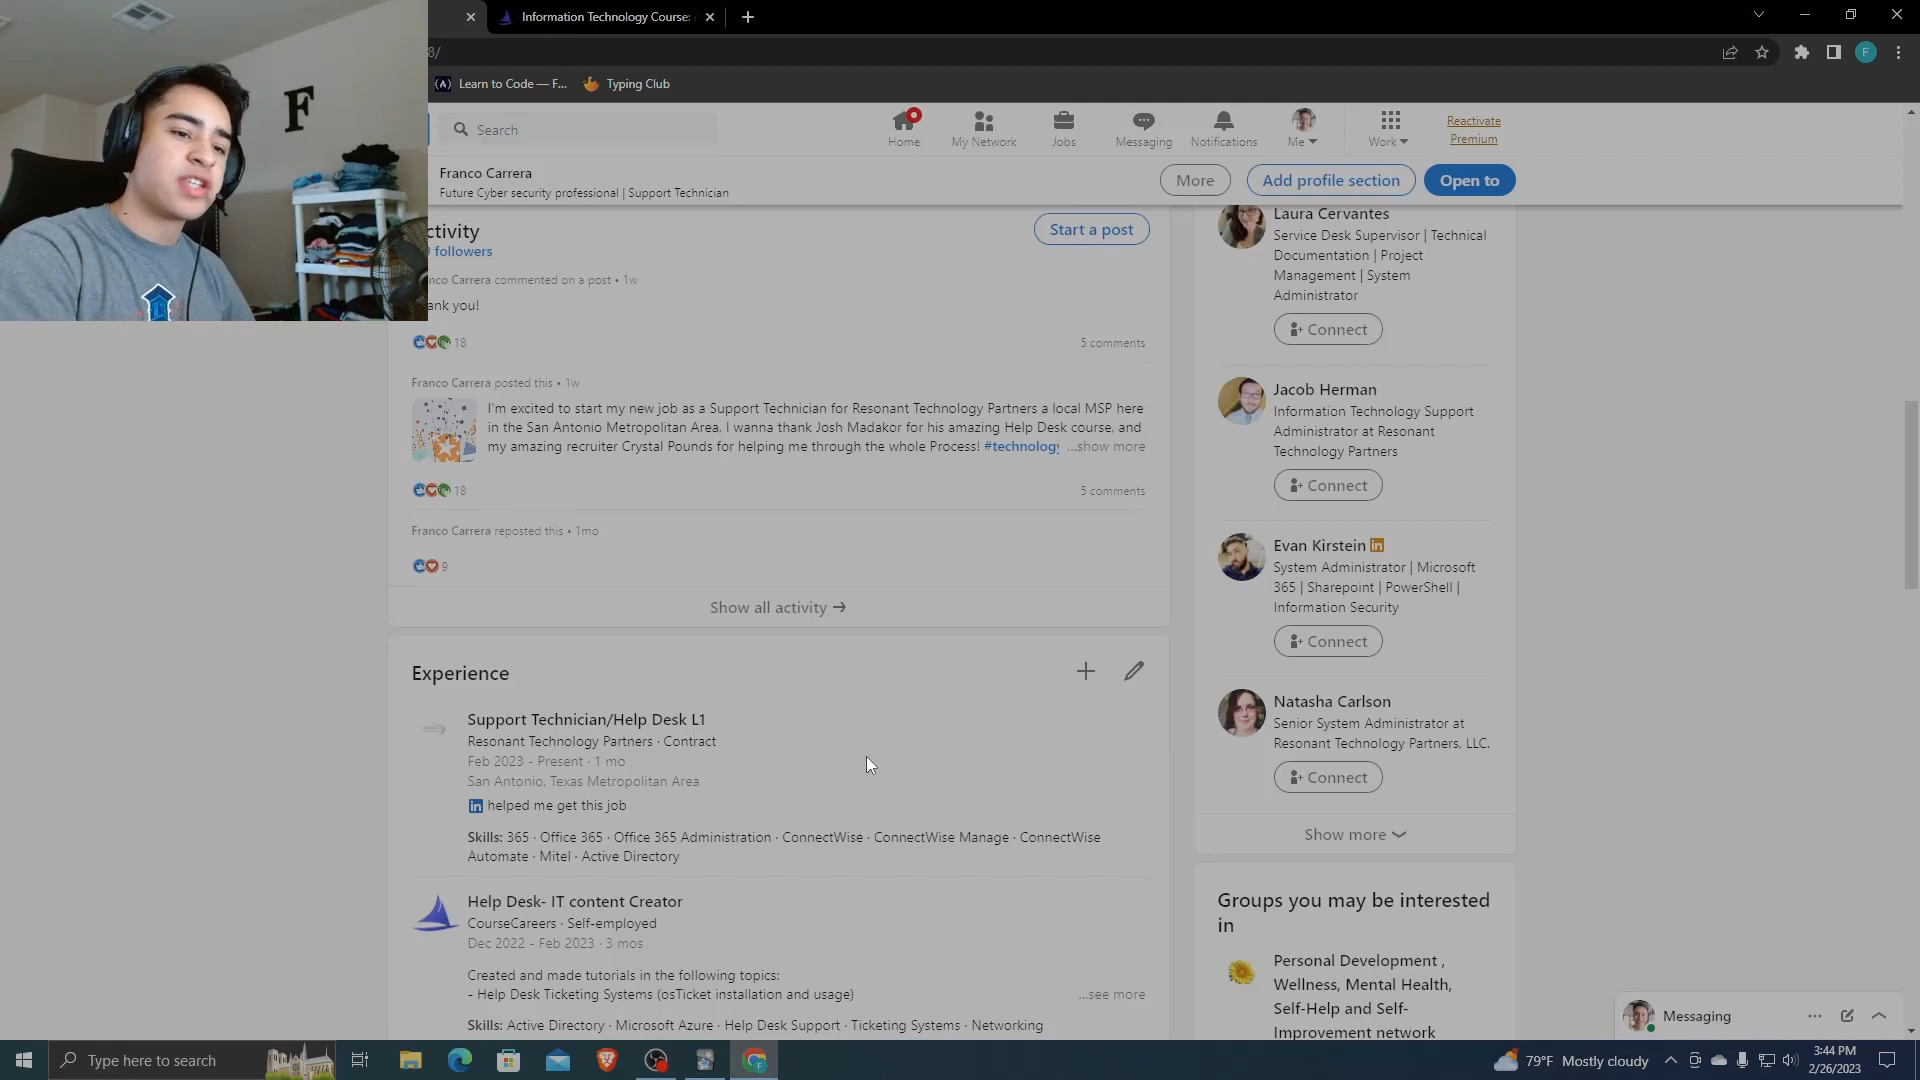 Information Technology Course:
8/
Learn to Code — F...
Typing Club
Search
Home
My Network
Jobs
Messaging
Notifications
Me
Work
Reactivate
Premium
F
Franco Carrera
Future Cyber security professional | Support Technician
More
Add profile section
Open to
F
ctivity
followers
Start a post
nco Carrera commented on a post • 1w
ank you!
18
5 comments
Franco Carrera posted this • 1w
I'm excited to start my new job as a Support Technician for Resonant Technology Partners a local MSP here
in the San Antonio Metropolitan Area, I wanna thank Josh Madakor for his amazing Help Desk course, and
my amazing recruiter Crystal Pounds for helping me through the whole Process! #technology ...show more
18
5 comments
Franco Carrera reposted this • 1mo
9
Show all activity →
Experience
Support Technician/Help Desk L1
Resonant Technology Partners · Contract
Feb 2023 - Present · 1 mo
San Antonio, Texas Metropolitan Area
in helped me get this job
Skills: 365 · Office 365 · Office 365 Administration · ConnectWise · ConnectWise Manage · ConnectWise
Automate · Mitel · Active Directory
Help Desk- IT content Creator
CourseCareers · Self-employed
Dec 2022 - Feb 2023 · 3 mos
Created and made tutorials in the following topics:
- Help Desk Ticketing Systems (osTicket installation and usage)
...see more
Skills: Active Directory · Microsoft Azure · Help Desk Support · Ticketing Systems · Networking
Laura Cervantes
Service Desk Supervisor | Technical
Documentation | Project
Management | System
Administrator
Connect
Jacob Herman
Information Technology Support
Administrator at Resonant
Technology Partners
Connect
Evan Kirstein in
System Administrator | Microsoft
365 | Sharepoint | PowerShell |
Information Security
Connect
Natasha Carlson
Senior System Administrator at
Resonant Technology Partners, LLC.
Connect
Show more
Groups you may be interested
in
Personal Development ,
Wellness, Mental Health,
Self-Help and Self-
Improvement network
Messaging
Type here to search
79°F Mostly cloudy
3:44 PM
2/26/2023